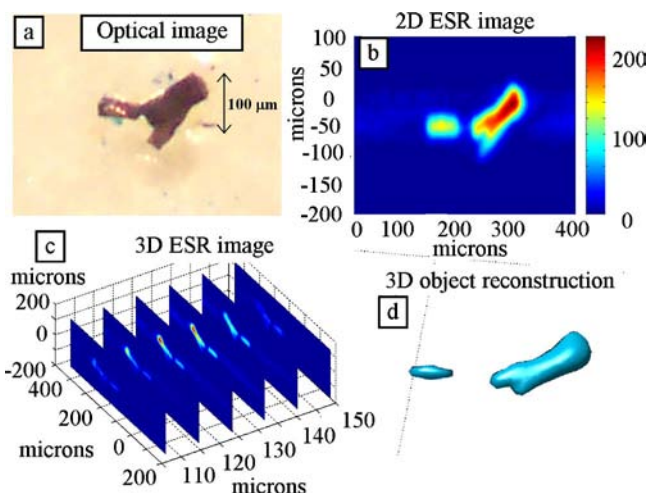 a
Optical image
100 µm
b
2D ESR image
microns
100
50
0
-50
-100
-150
-200
0 100 200 300 400
microns
200
100
0
c
3D ESR image
microns
200
0
-200
400
200
0
200
microns
110 120 130 140 150
microns
3D object reconstruction
d